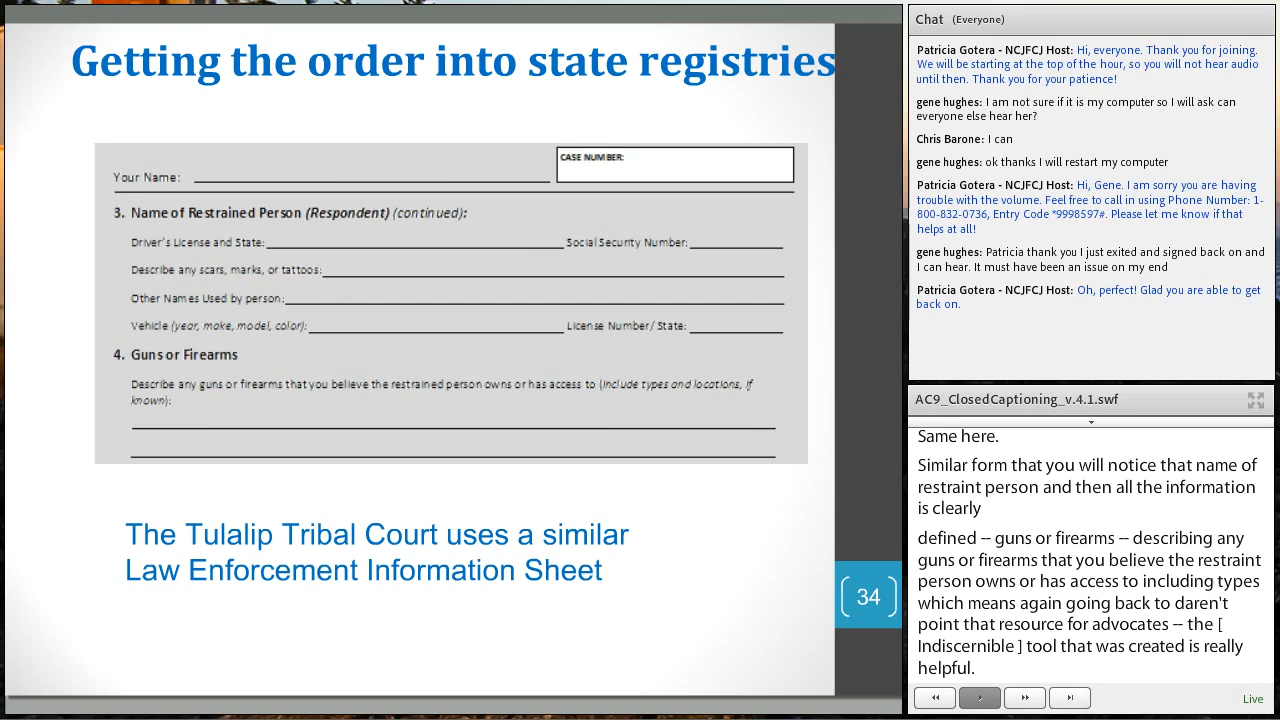 Getting the order into state registries
CASE NUMBER:
Your Name:
3. Name of Restrained Person (Respondent) (continued):
Driver's License and State: Social Security Number:
Describe any scars, marks, or tattoos:
Other Names Used by person:
Vehicle (year, make, model, color): License Number/ State:
4. Guns or Firearms
Describe any guns or firearms that you believe the restrained person owns or has access to (include types and locations, if
known):
The Tulalip Tribal Court uses a similar
Law Enforcement Information Sheet
34
Chat (Everyone)
Patricia Gotera - NCJFCJ Host: Hi, everyone. Thank you for joining.
We will be starting at the top of the hour, so you will not hear audio
until then. Thank you for your patience!
gene hughes: I am not sure if it is my computer so I will ask can
everyone else hear her?
Chris Barone: I can
gene hughes: ok thanks I will restart my computer
Patricia Gotera - NCJFCJ Host: Hi, Gene. I am sorry you are having
trouble with the volume. Feel free to call in using Phone Number: 1-
800-832-0736, Entry Code *9998597#. Please let me know if that
helps at all!
gene hughes: Patricia thank you I just exited and signed back on and
I can hear. It must have been an issue on my end
Patricia Gotera - NCJFCJ Host: Oh, perfect! Glad you are able to get
back on.
AC9_ClosedCaptioning_v.4.1.swf
Same here.
Similar form that you will notice that name of
restraint person and then all the information
is clearly
defined -- guns or firearms -- describing any
guns or firearms that you believe the restraint
person owns or has access to including types
which means again going back to daren't
point that resource for advocates -- the [
Indiscernible ] tool that was created is really
helpful.
Live